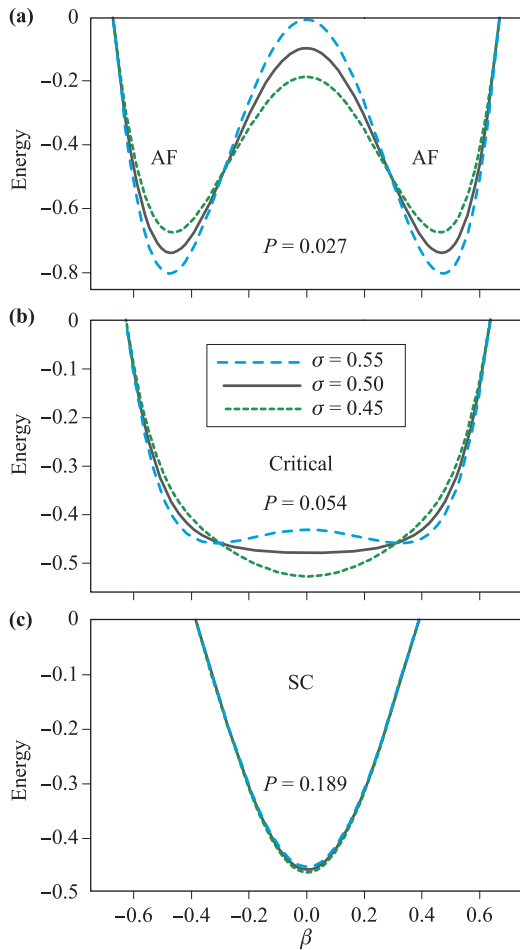 (a)
0
−0.2
−0.4
−0.6
−0.8
Energy
AF
AF
P = 0.027
(b)
0
−0.1
−0.2
−0.3
−0.4
−0.5
Energy
σ = 0.55
σ = 0.50
σ = 0.45
Critical
P = 0.054
(c)
0
−0.1
−0.2
−0.3
−0.4
−0.5
Energy
SC
P = 0.189
−0.6 −0.4 −0.2 0.0 0.2 0.4 0.6
β